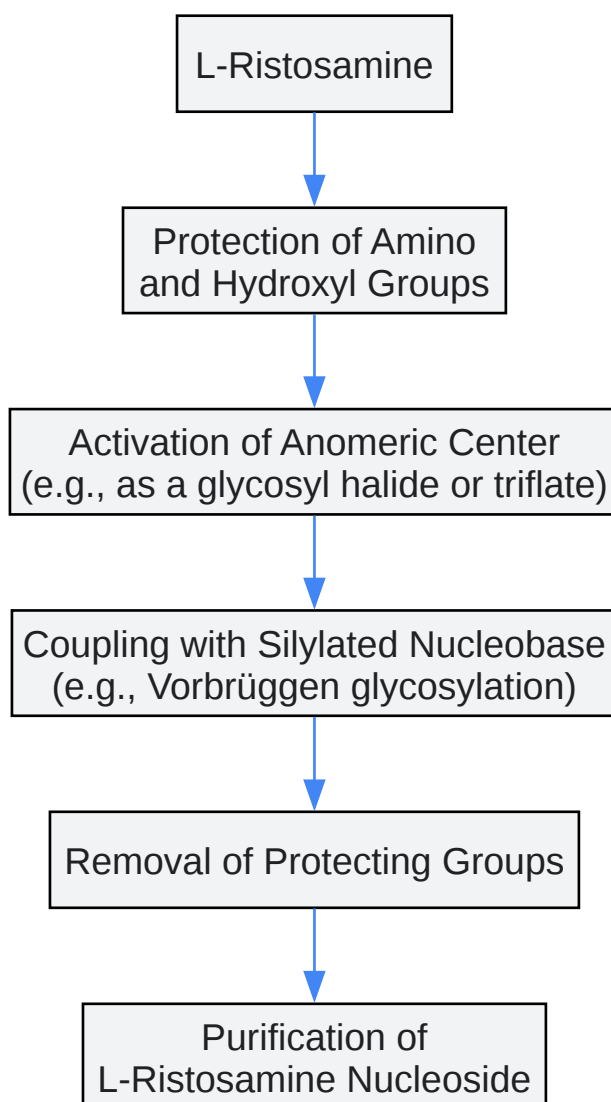 L-Ristosamine
Protection of Amino
and Hydroxyl Groups
Activation of Anomeric Center
(e.g., as a glycosyl halide or triflate)
Coupling with Silylated Nucleobase
(e.g., Vorbrüggen glycosylation)
Removal of Protecting Groups
Purification of
L-Ristosamine Nucleoside